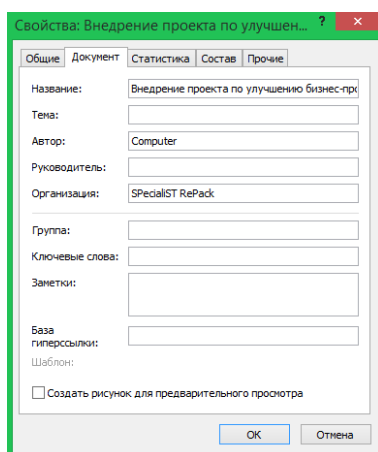 Свойства: Внедрение проекта по улучшен... ? ×
Общие Документ Статистика Состав Прочие
Название: Внедрение проекта по улучшению бизнес-про
Тема:
Автор: Computer
Руководитель:
Организация: SPecialiST RePack
Группа:
Ключевые слова:
Заметки:
База
гиперссылки:
Шаблон:
Создать рисунок для предварительного просмотра
ОК Отмена